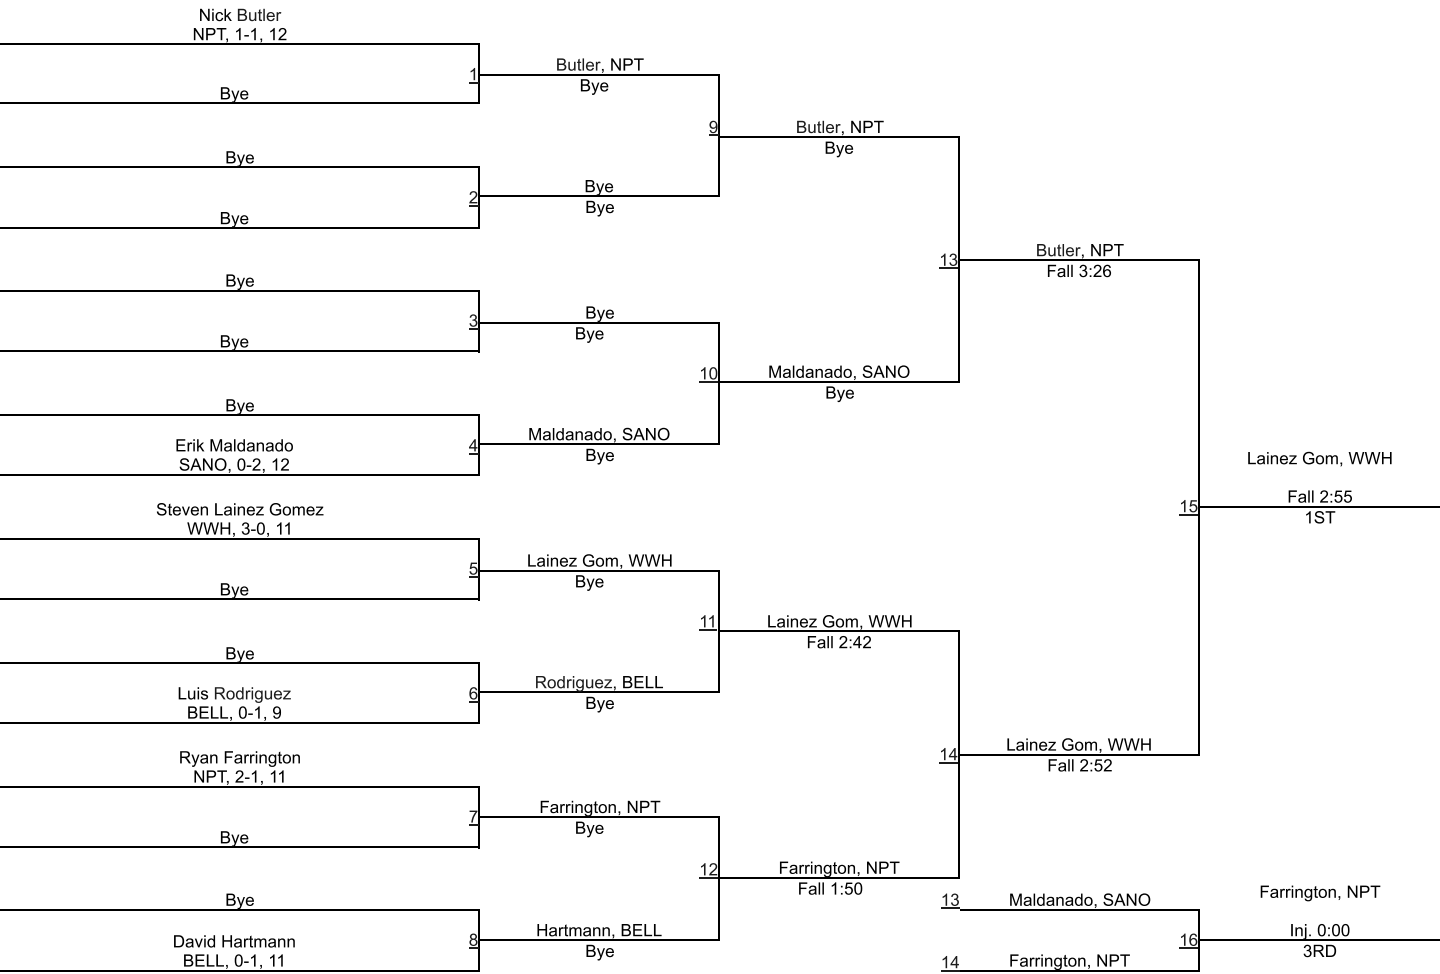 Nick Butler
NPT, 1-1, 12
Bye
1
Bye
Bye
2
Bye
Bye
3
Bye
Erik Maldanado
SANO, 0-2, 12
4
Steven Lainez Gomez
WWH, 3-0, 11
Bye
5
Bye
Luis Rodriguez
BELL, 0-1, 9
6
Ryan Farrington
NPT, 2-1, 11
Bye
7
Bye
David Hartmann
BELL, 0-1, 11
8
Butler, NPT
Bye
9
Bye
Bye
Bye
Bye
10
Maldanado, SANO
Bye
Lainez Gom, WWH
Bye
11
Rodriguez, BELL
Bye
Farrington, NPT
Bye
12
Hartmann, BELL
Bye
Butler, NPT
Bye
13
Maldanado, SANO
Bye
Lainez Gom, WWH
Fall 2:42
14
Farrington, NPT
Fall 1:50
Butler, NPT
Fall 3:26
15
Lainez Gom, WWH
Fall 2:52
Lainez Gom, WWH
Fall 2:55
1ST
13
Maldanado, SANO
16
14
Farrington, NPT
Farrington, NPT
Inj. 0:00
3RD